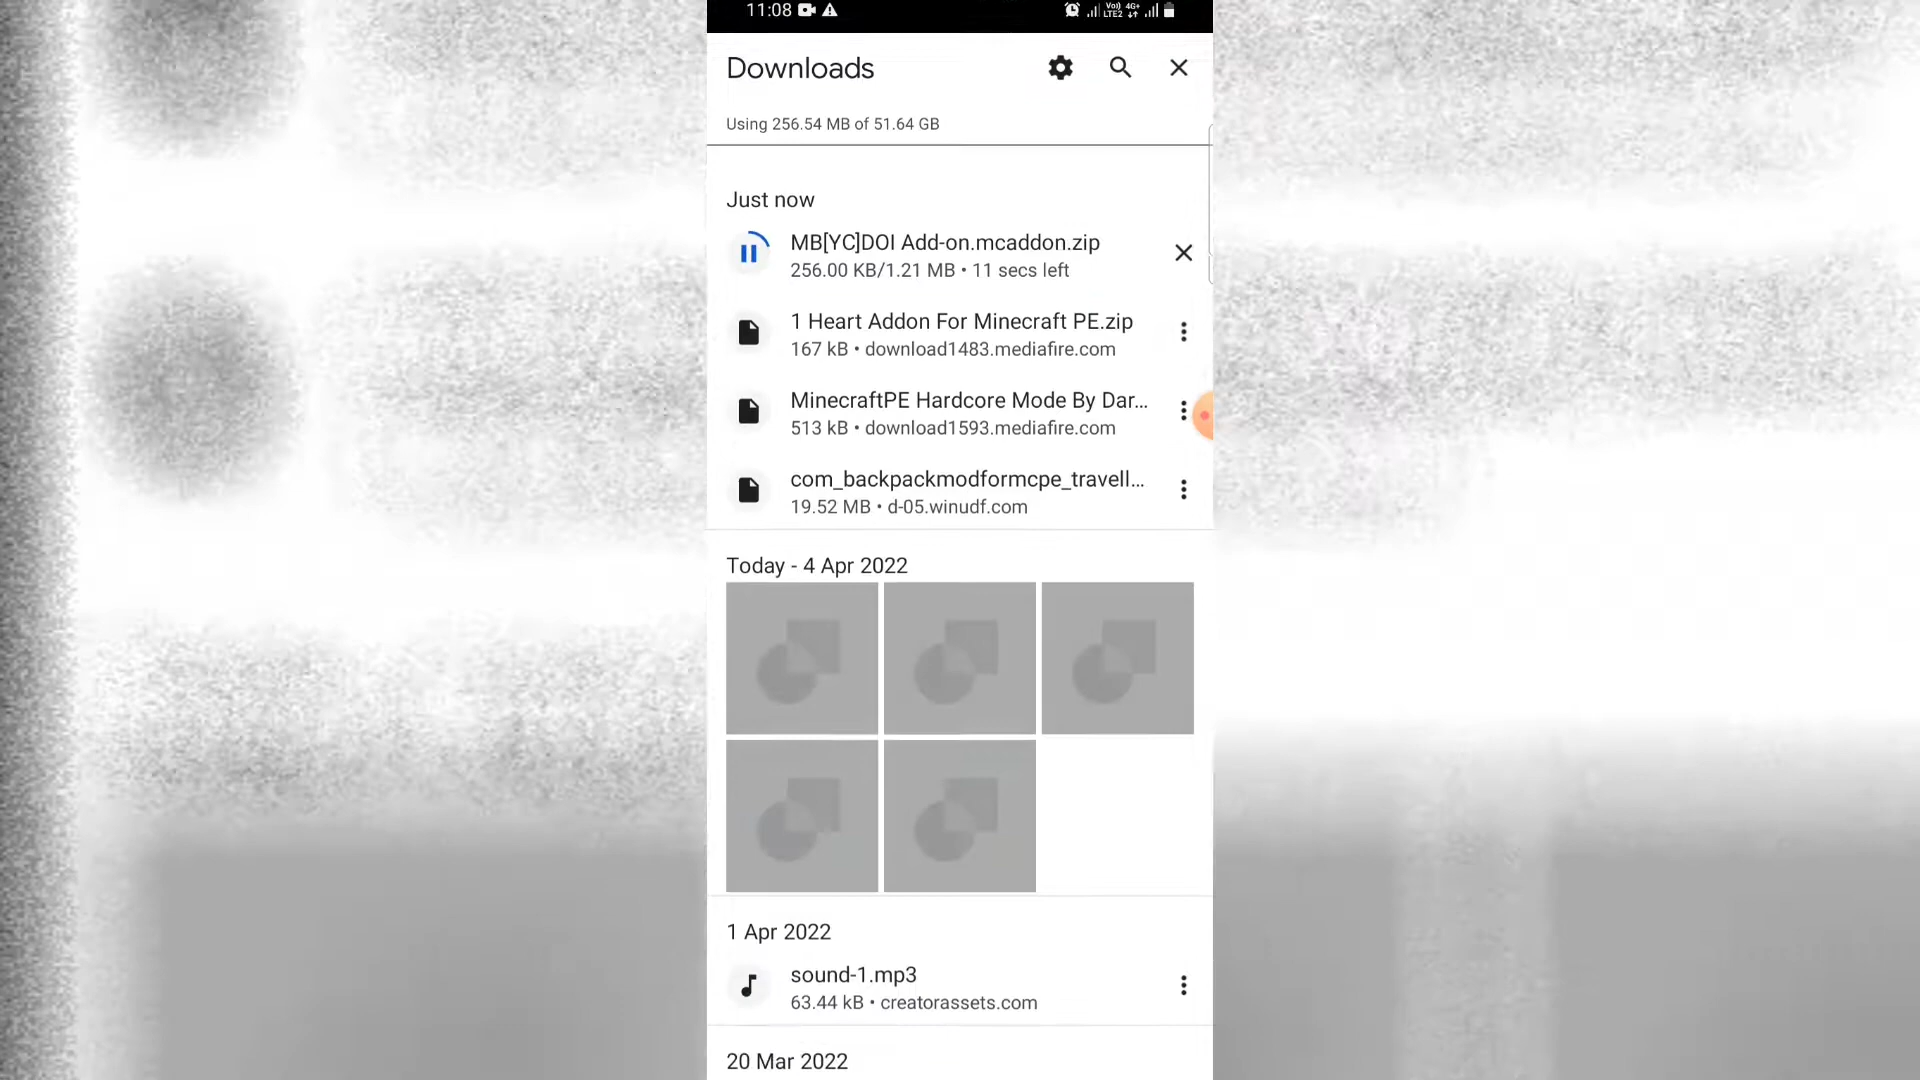 11:08 Vo) 4G+
LTE2
Downloads
Using 256.54 MB of 51.64 GB
Just now
MB[YC]DOI Add-on.mcaddon.zip
256.00 KB/1.21 MB • 11 secs left
1 Heart Addon For Minecraft PE.zip
167 kB • download1483.mediafire.com
MinecraftPE Hardcore Mode By Dar...
513 kB • download1593.mediafire.com
com_backpackmodformcpe_travell...
19.52 MB • d-05.winudf.com
Today - 4 Apr 2022
1 Apr 2022
sound-1.mp3
63.44 kB • creatorassets.com
20 Mar 2022